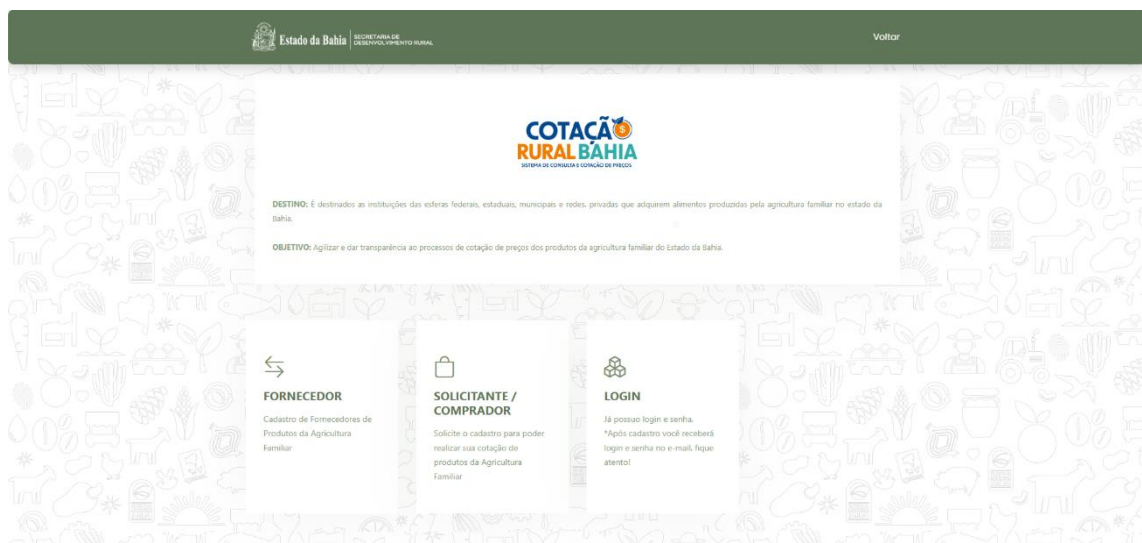 Estado da Bahia
SECRETARIA DE
DESENVOLVIMENTO RURAL
Voltar
COTAÇÃO
RURAL BAHIA
SISTEMA DE CONSULTA E COTAÇÃO DE PREÇOS
DESTINO: É destinados as instituições das esferas federais, estaduais, municipais e redes, privadas que adquirem alimentos produzidas pela agricultura familiar no estado da
Bahia.
OBJETIVO: Agilizar e dar transparência ao processos de cotação de preços dos produtos da agricultura familiar do Estado da Bahia.
FORNECEDOR
Cadastro de Fornecedores de
Produtos da Agricultura
Familiar
SOLICITANTE /
COMPRADOR
Solicite o cadastro para poder
realizar sua cotação de
produtos da Agricultura
Familiar
LOGIN
Já possuo login e senha.
*Após cadastro você receberá
login e senha no e-mail, fique
atento!